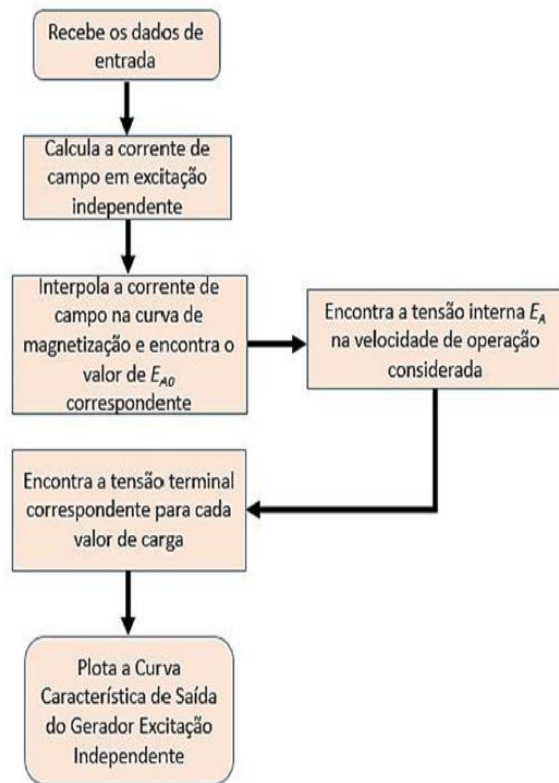 Recebe os dados de
entrada
Calcula a corrente de
campo em excitação
independente
Interpola a corrente de
campo na curva de
magnetização e encontra o
valor de E_A0
correspondente
Encontra a tensão interna E_A
na velocidade de operação
considerada
Encontra a tensão terminal
correspondente para cada
valor de carga
Plota a Curva
Característica de Saída
do Gerador Excitação
Independente